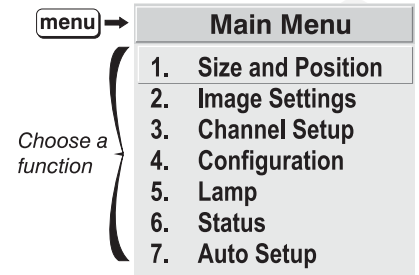 menu
Main Menu
1. Size and Position
2. Image Settings
3. Channel Setup
4. Configuration
5. Lamp
6. Status
7. Auto Setup
Choose a
function